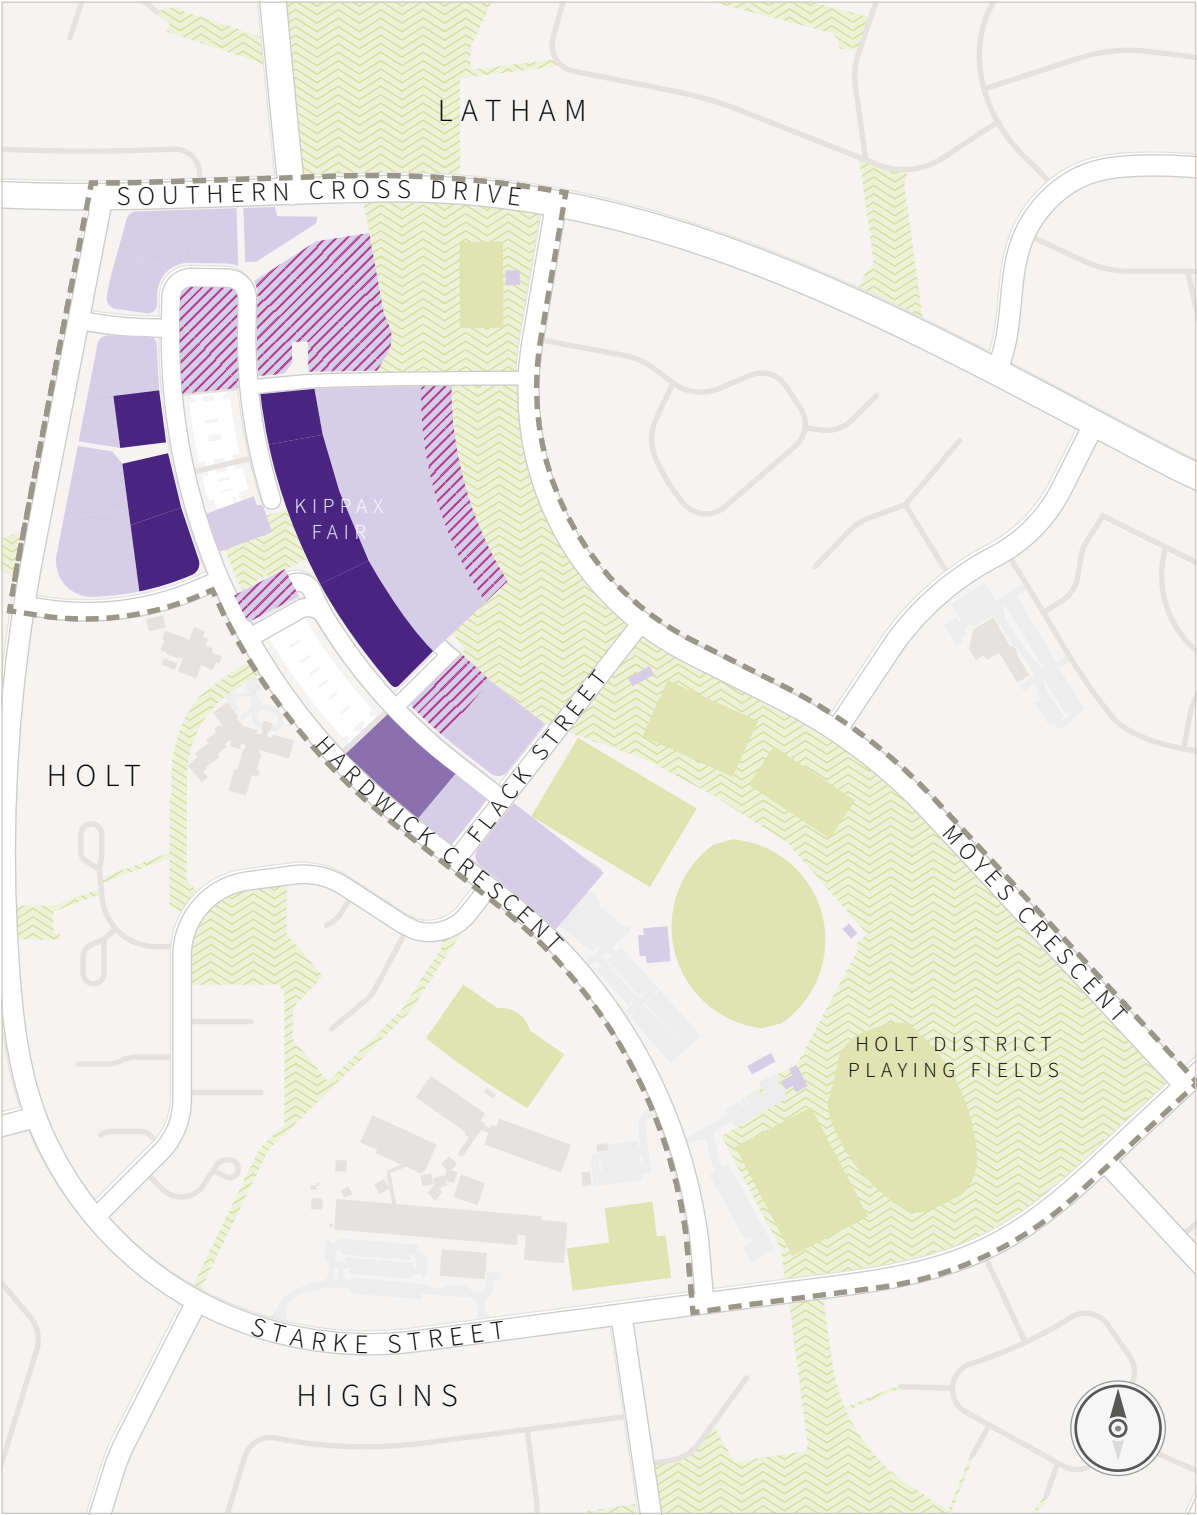 LATHAM
SOUTHERN CROSS DRIVE
KIPPAX
FAIR
FLACK STREET
HOLT
HARDWICK CRESCENT
MOYES CRESCENT
HOLT DISTRICT
PLAYING FIELDS
STARKE STREET
HIGGINS